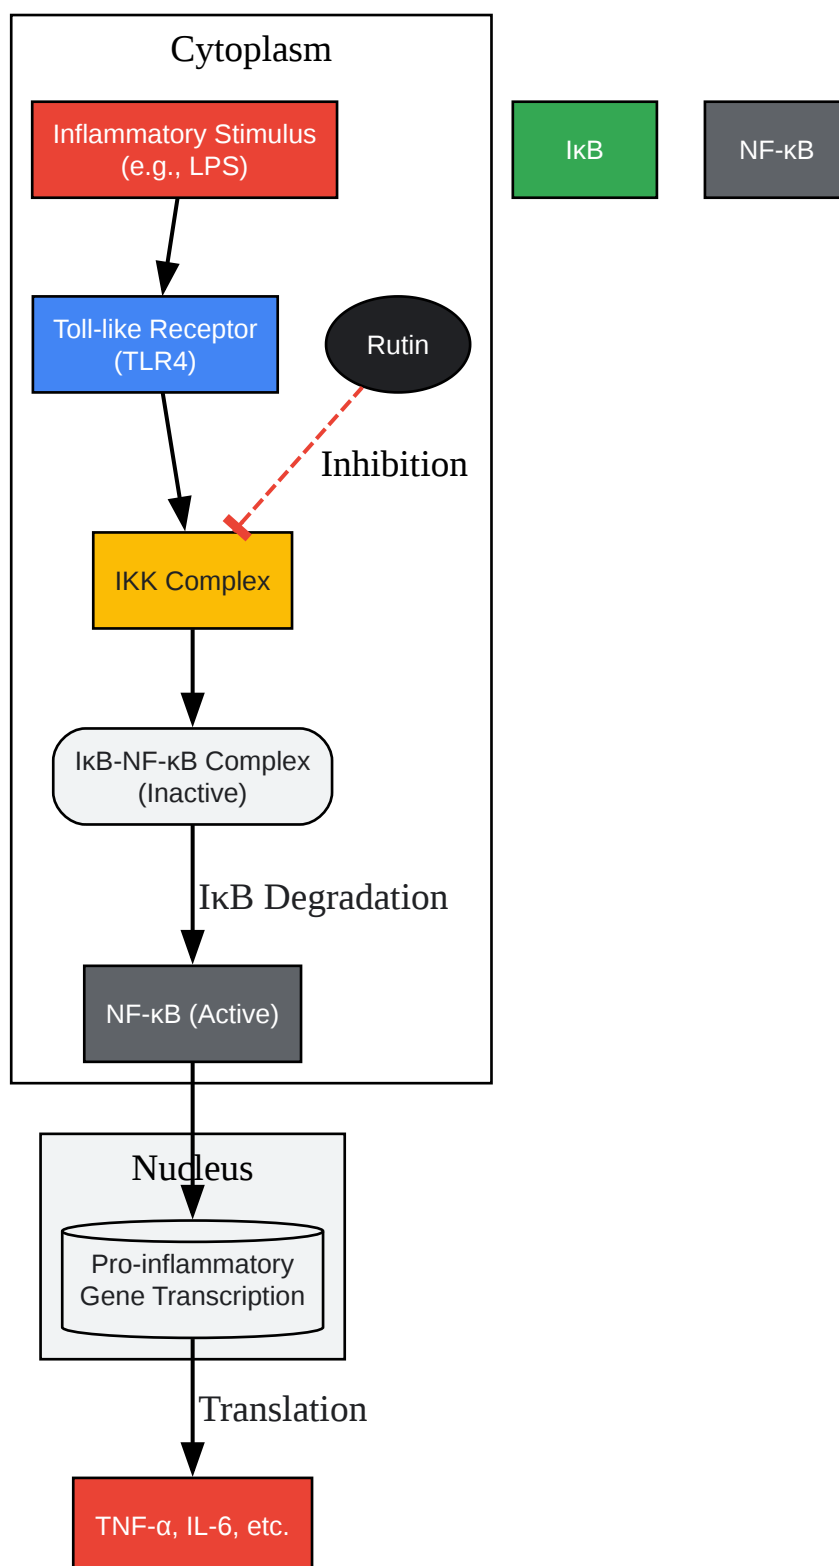 Cytoplasm
Inflammatory Stimulus
(e.g., LPS)
IκB
NF-κB
Toll-like Receptor
(TLR4)
Rutin
Inhibition
IKK Complex
IκB-NF-κB Complex
(Inactive)
IκB Degradation
NF-κB (Active)
Nucleus
Pro-inflammatory
Gene Transcription
Translation
TNF-α, IL-6, etc.